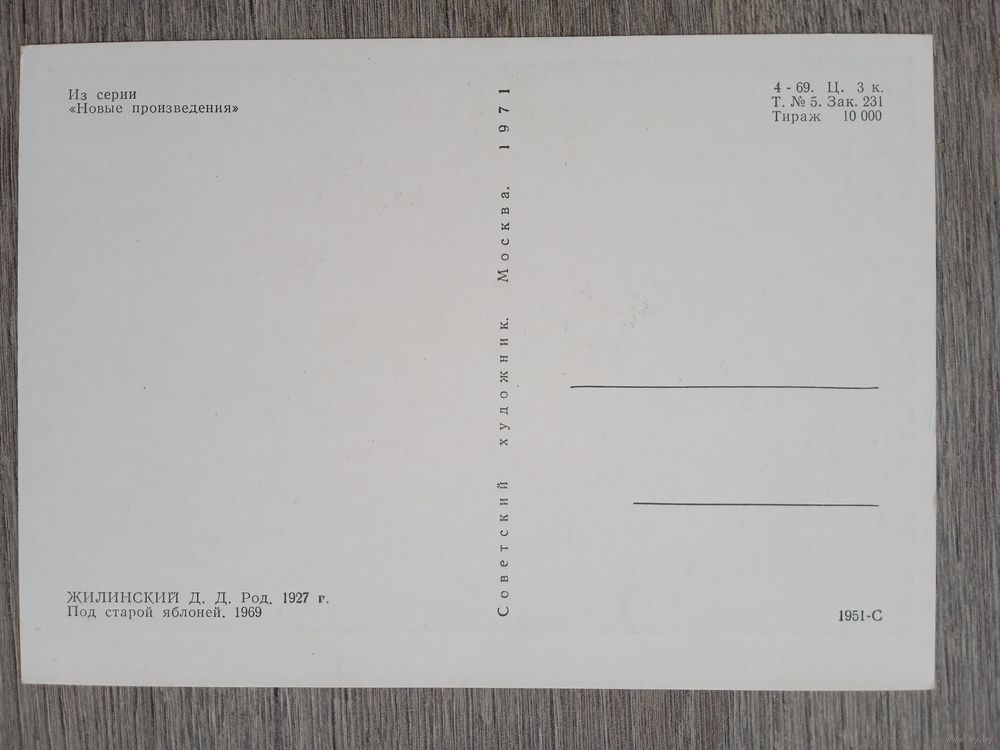 Из серии
«Новые произведения»
4 - 69. Ц. 3 к.
Т. № 5. Зак. 231
Тираж 10 000
Советский художник. Москва. 1971
ЖИЛИНСКИЙ Д. Д. Род. 1927 г.
Под старой яблоней. 1969
1951-С